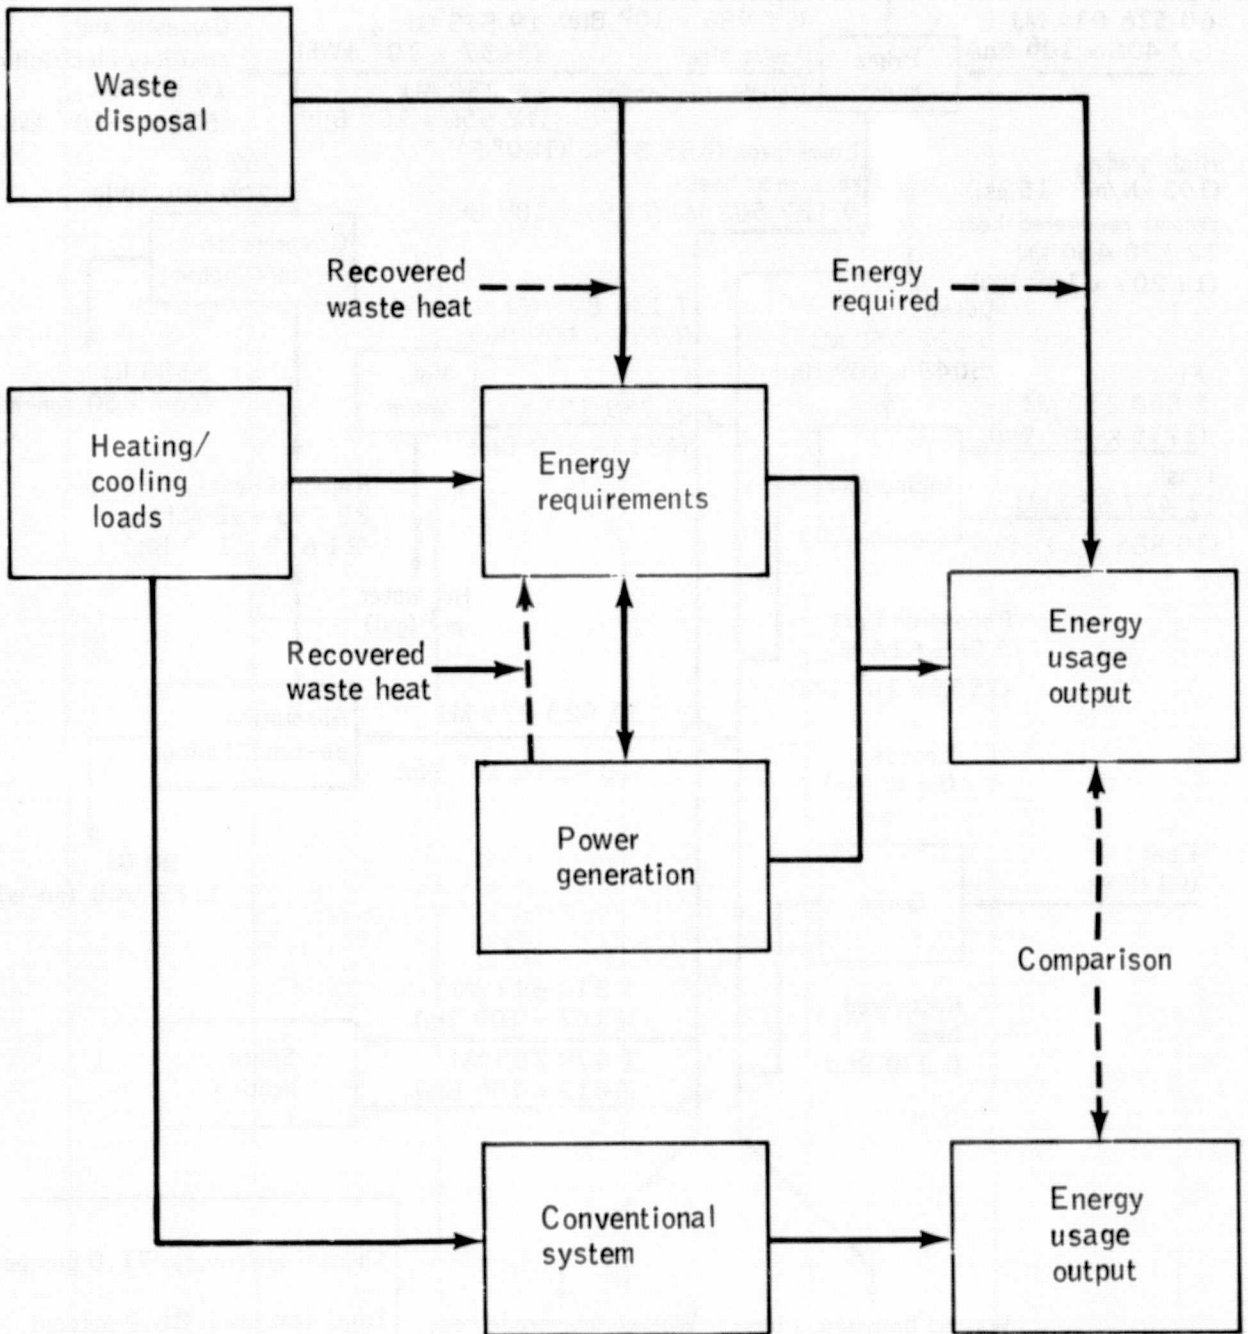 Waste
disposal
Recovered
waste heat
Energy
required
Heating/
cooling
loads
Energy
requirements
Recovered
waste heat
Energy
usage
output
Power
generation
Comparison
Conventional
system
Energy
usage
output